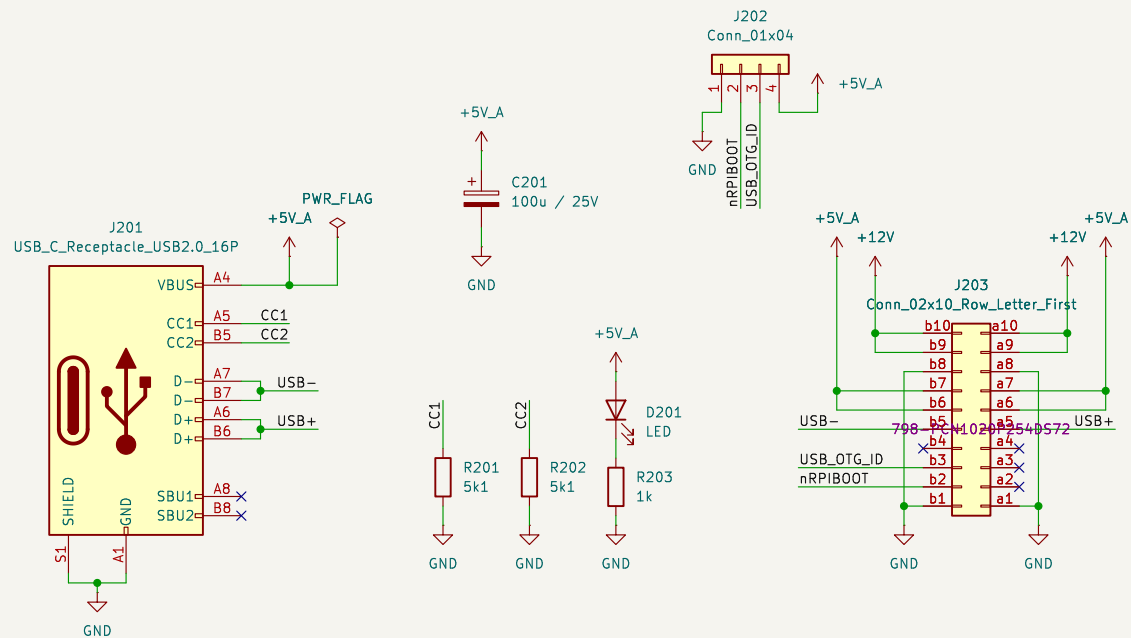 J202
Conn_01x04
1
2
3
4
+5V_A
GND
nRPIBOOT
USB_OTG_ID
+5V_A
+
C201
100u / 25V
GND
PWR_FLAG
+5V_A
J201
USB_C_Receptacle_USB2.0_16P
VBUS
A4
CC1
A5
CC1
CC2
B5
CC2
D-
A7
D-
B7
USB-
D+
A6
D+
B6
USB+
SBU1
A8
SBU2
B8
SHIELD
GND
S1
A1
GND
CC1
R201
5k1
GND
CC2
R202
5k1
GND
+5V_A
D201
LED
R203
1k
GND
+5V_A
+12V
+12V
+5V_A
J203
Conn_02x10_Row_Letter_First
b10
a10
b9
a9
b8
a8
b7
a7
b6
a6
USB-
b5
a5
USB+
798-PCN1020P254DS72
b4
a4
USB_OTG_ID
b3
a3
nRPIBOOT
b2
a2
b1
a1
GND
GND